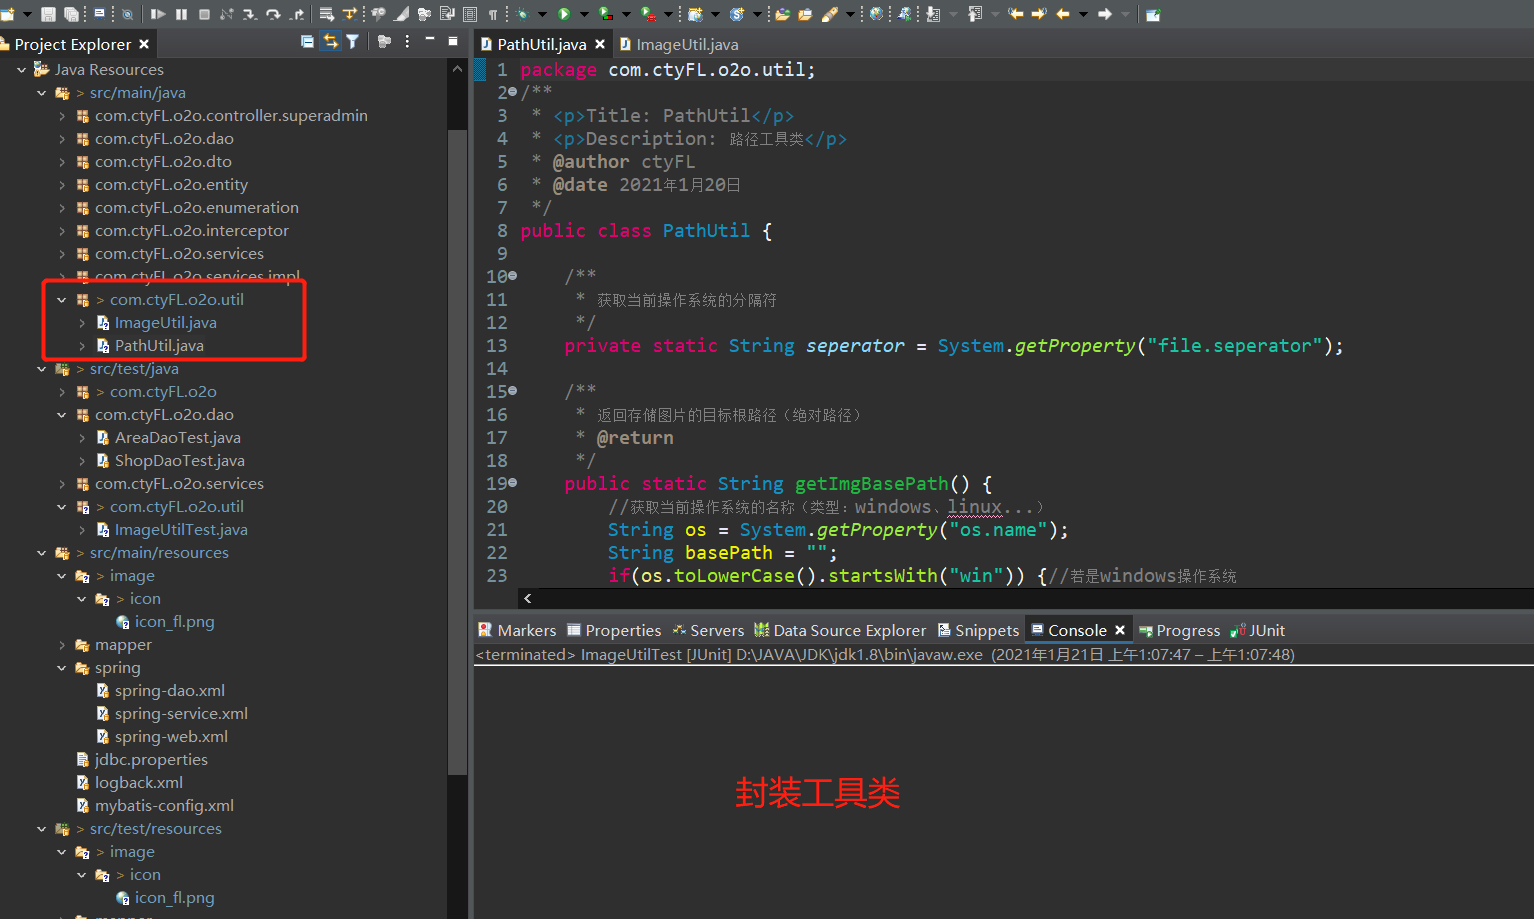 Project Explorer
Java Resources
> src/main/java
com.ctyFL.o2o.controller.superadmin
com.ctyFL.o2o.dao
com.ctyFL.o2o.dto
com.ctyFL.o2o.entity
com.ctyFL.o2o.enumeration
com.ctyFL.o2o.interceptor
com.ctyFL.o2o.services
com.ctyFL.o2o.services.impl
> com.ctyFL.o2o.util
ImageUtil.java
PathUtil.java
> src/test/java
> com.ctyFL.o2o
com.ctyFL.o2o.dao
AreaDaoTest.java
ShopDaoTest.java
com.ctyFL.o2o.services
> com.ctyFL.o2o.util
ImageUtilTest.java
> src/main/resources
> image
> icon
icon_fl.png
mapper
spring
spring-dao.xml
spring-service.xml
spring-web.xml
jdbc.properties
logback.xml
mybatis-config.xml
> src/test/resources
> image
> icon
icon_fl.png
PathUtil.java ImageUtil.java
1 package com.ctyFL.o2o.util;
2 /**
3 * <p>Title: PathUtil</p>
4 * <p>Description: 路径工具类</p>
5 * @author ctyFL
6 * @date 2021年1月20日
7 */
8 public class PathUtil {
9
10 /**
11 * 获取当前操作系统的分隔符
12 */
13 private static String seperator = System.getProperty("file.seperator");
14
15 /**
16 * 返回存储图片的目标根路径（绝对路径）
17 * @return
18 */
19 public static String getImgBasePath() {
20 //获取当前操作系统的名称（类型：windows、linux...）
21 String os = System.getProperty("os.name");
22 String basePath = "";
23 if(os.toLowerCase().startsWith("win")) {//若是windows操作系统
Markers Properties Servers Data Source Explorer Snippets Console Progress JUnit
<terminated> ImageUtilTest [JUnit] D:\JAVA\JDK\jdk1.8\bin\javaw.exe (2021年1月21日 上午1:07:47 – 上午1:07:48)
封装工具类